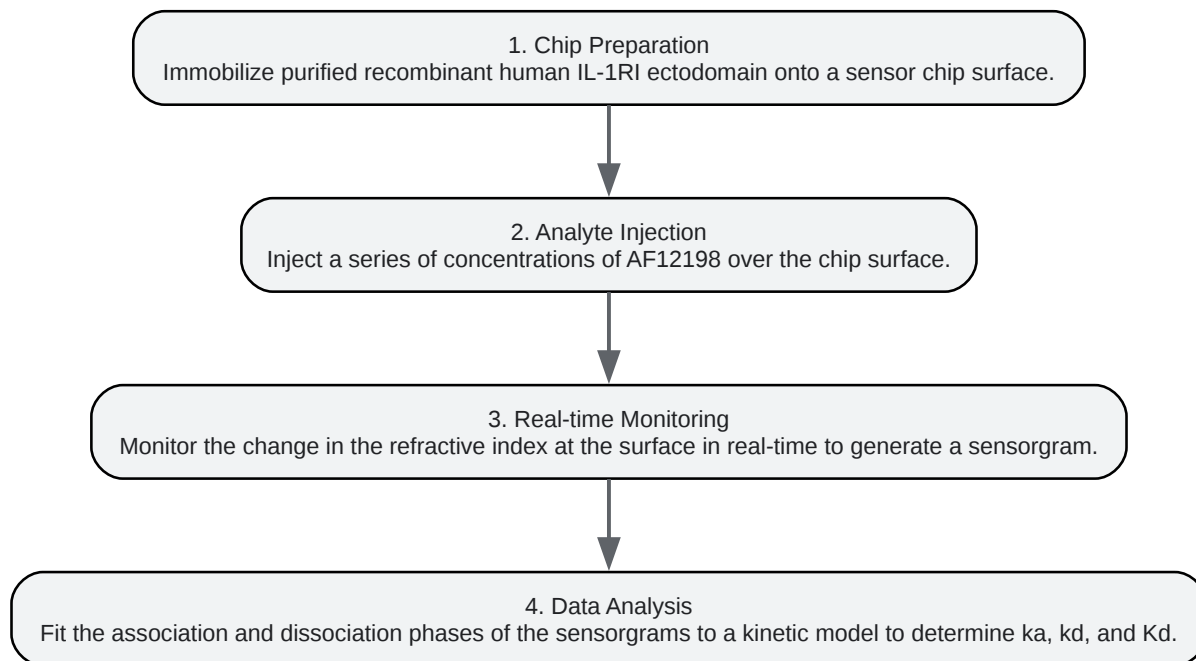 1. Chip Preparation
Immobilize purified recombinant human IL-1RI ectodomain onto a sensor chip surface.
2. Analyte Injection
Inject a series of concentrations of AF12198 over the chip surface.
3. Real-time Monitoring
Monitor the change in the refractive index at the surface in real-time to generate a sensorgram.
4. Data Analysis
Fit the association and dissociation phases of the sensorgrams to a kinetic model to determine ka, kd, and Kd.